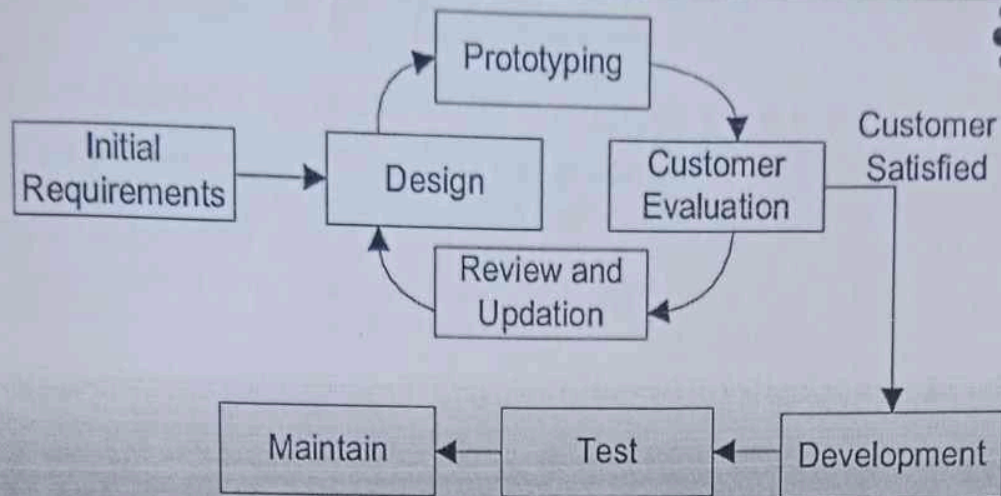 Prototyping
Initial
Requirements
Design
Customer
Evaluation
Customer
Satisfied
Review and
Updation
Development
Test
Maintain